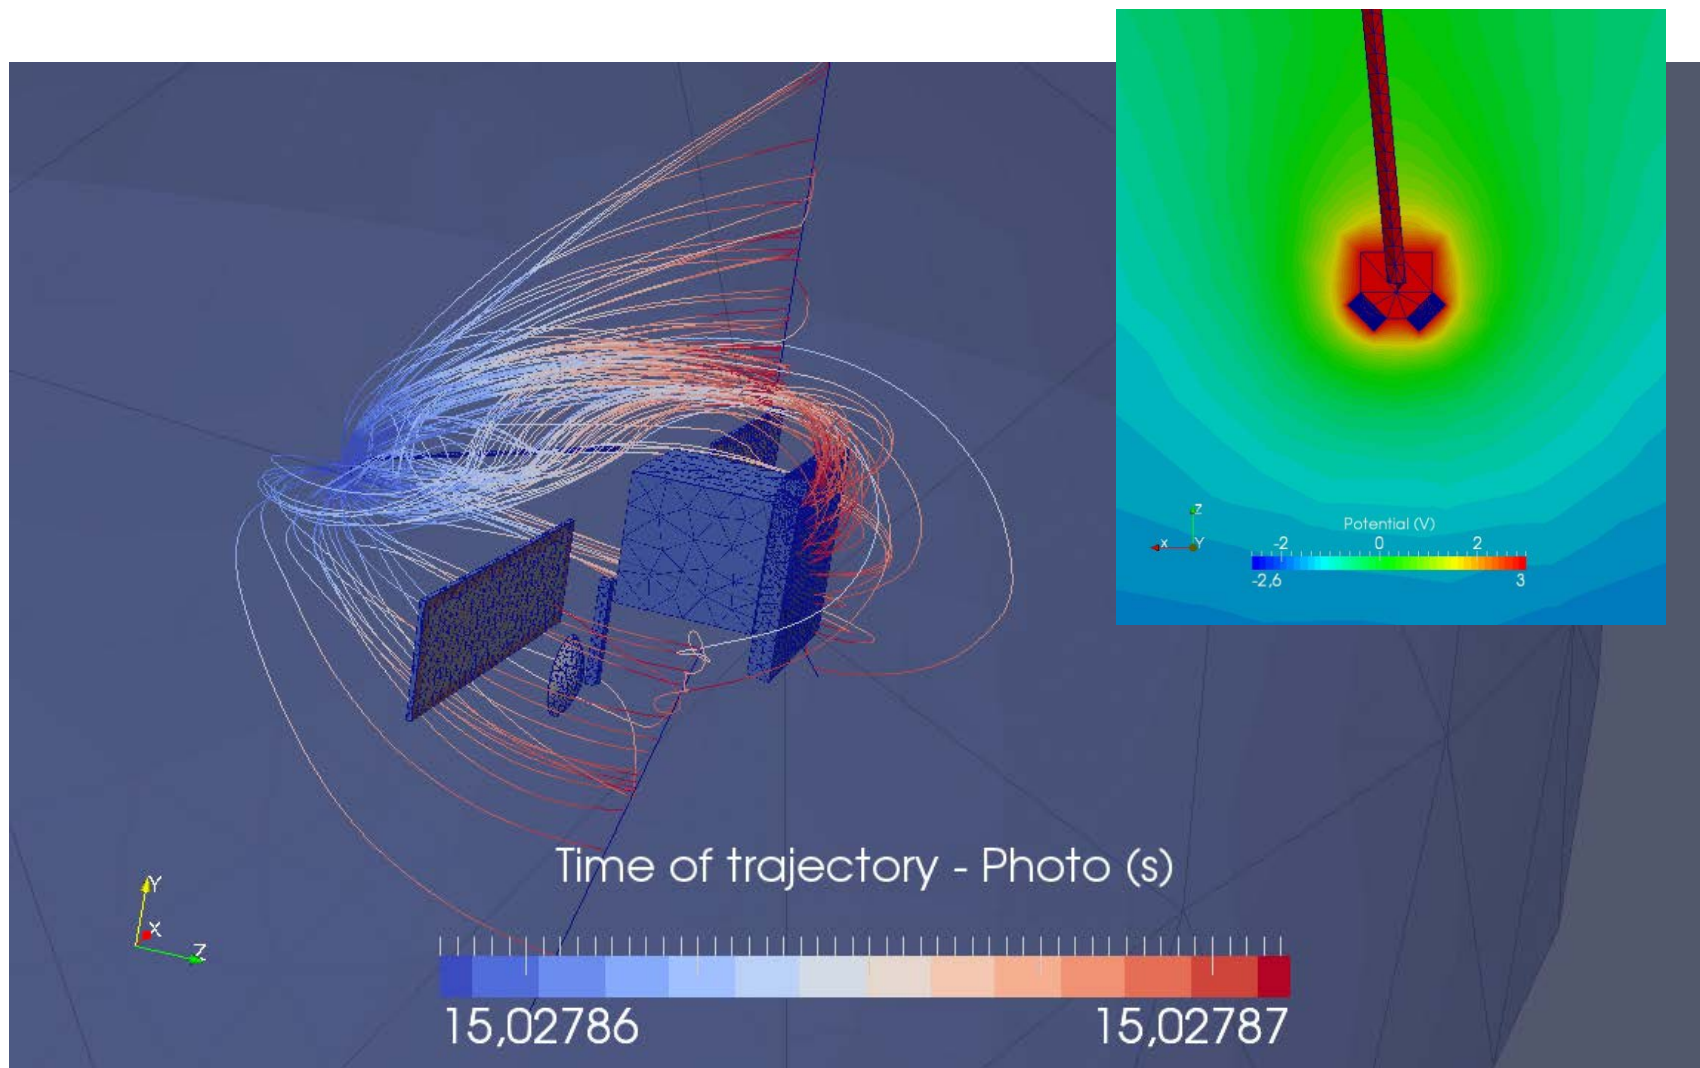 Z
X
Y
Potential (V)
-2 0 2
-2,6 3
Y
X
Z
Time of trajectory - Photo (s)
15,02786 15,02787